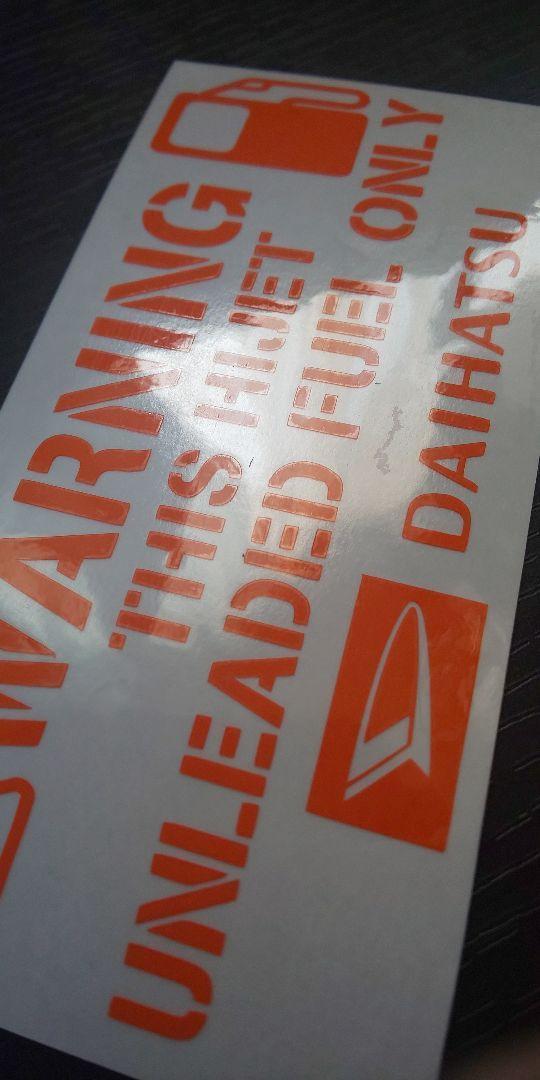 WARNING
THIS HIJET
UNLEADED FUEL ONLY
DAIHATSU